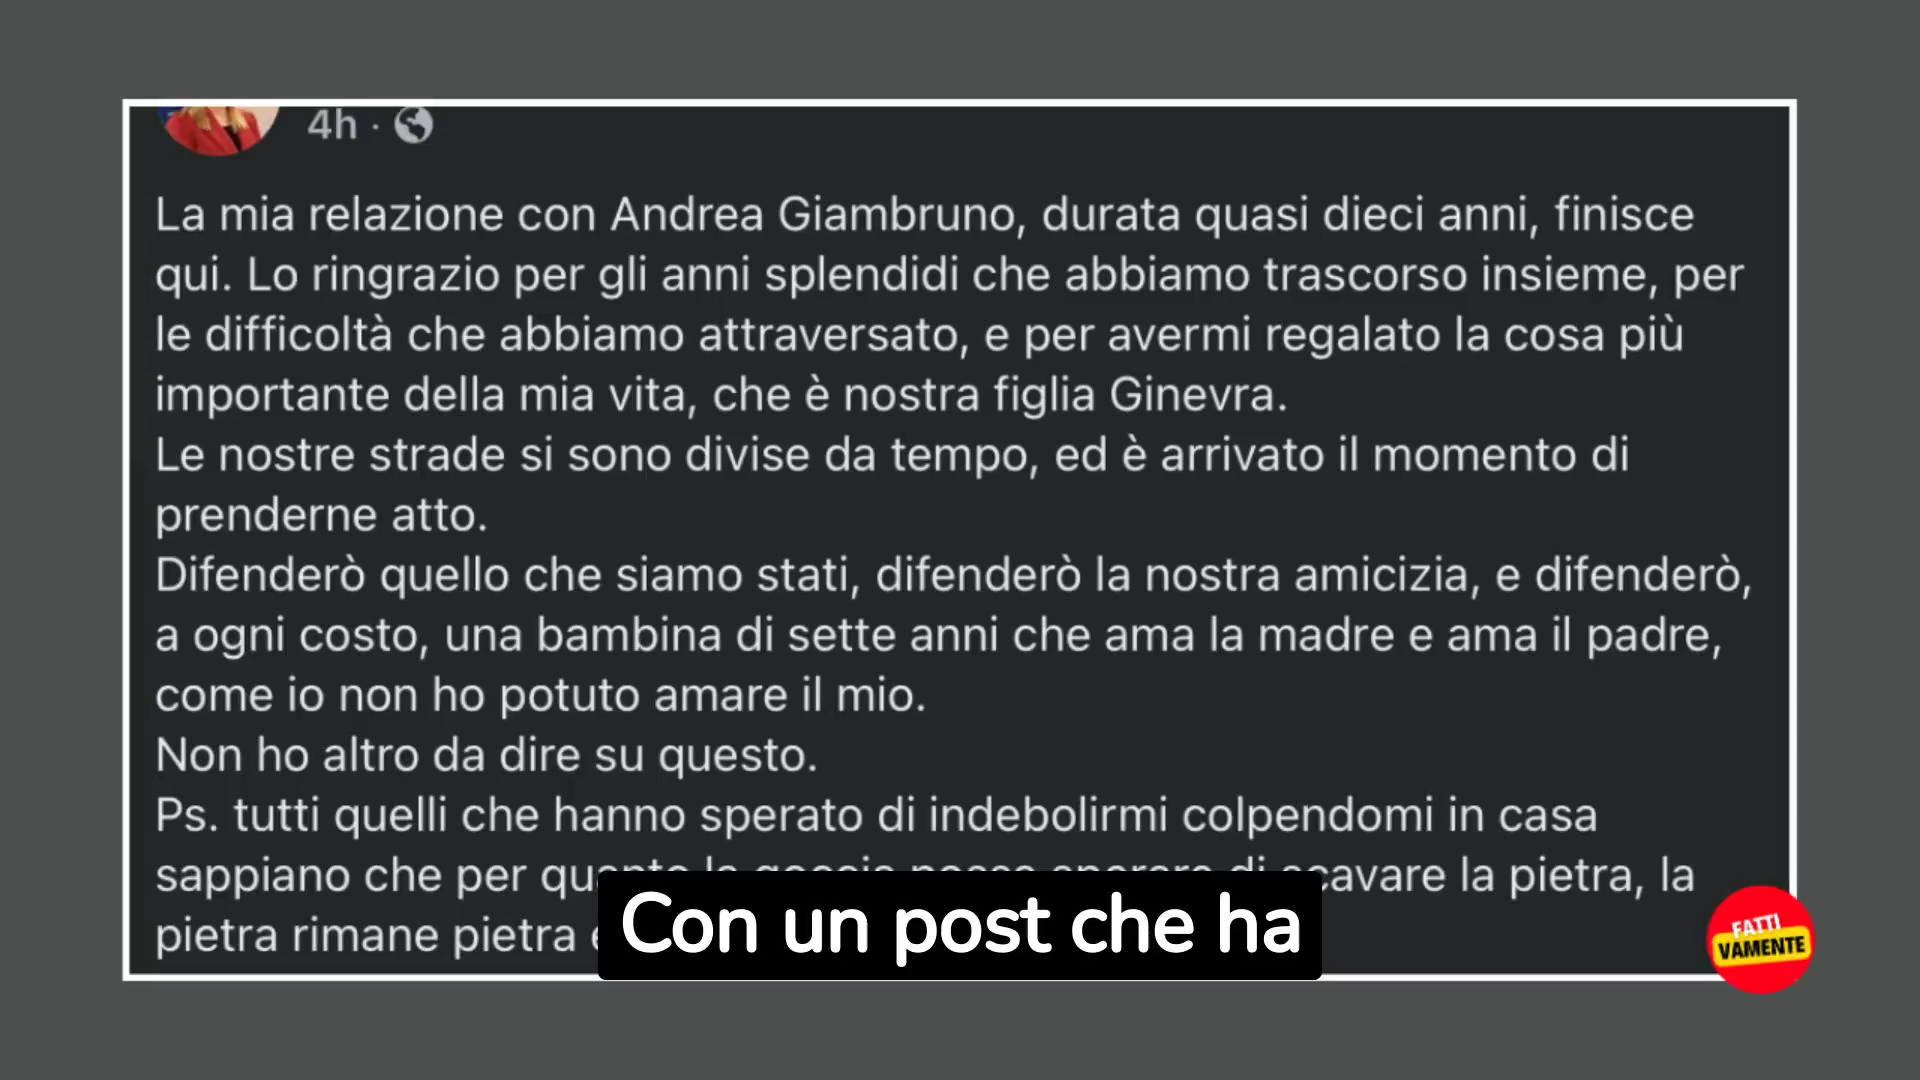 4h ·
La mia relazione con Andrea Giambruno, durata quasi dieci anni, finisce
qui. Lo ringrazio per gli anni splendidi che abbiamo trascorso insieme, per
le difficoltà che abbiamo attraversato, e per avermi regalato la cosa più
importante della mia vita, che è nostra figlia Ginevra.
Le nostre strade si sono divise da tempo, ed è arrivato il momento di
prenderne atto.
Difenderò quello che siamo stati, difenderò la nostra amicizia, e difenderò,
a ogni costo, una bambina di sette anni che ama la madre e ama il padre,
come io non ho potuto amare il mio.
Non ho altro da dire su questo.
Ps. tutti quelli che hanno sperato di indebolirmi colpendomi in casa
sappiano che per di scavare la pietra, la
pietra rimane pietra
Con un post che ha
FATTI
VAMENTE